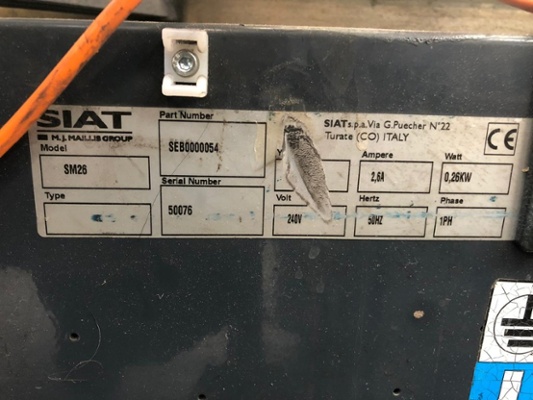 SIAT
M.J. MAILLIS GROUP
Model
SM26
Type
Part Number
SEB0000054
Serial Number
50076
SIAT s.p.a. Via G.Puecher N°22
Turate (CO) ITALY
CE
Ampere
2,6A
Watt
0,26KW
Volt
240V
Hertz
50HZ
Phase
1PH